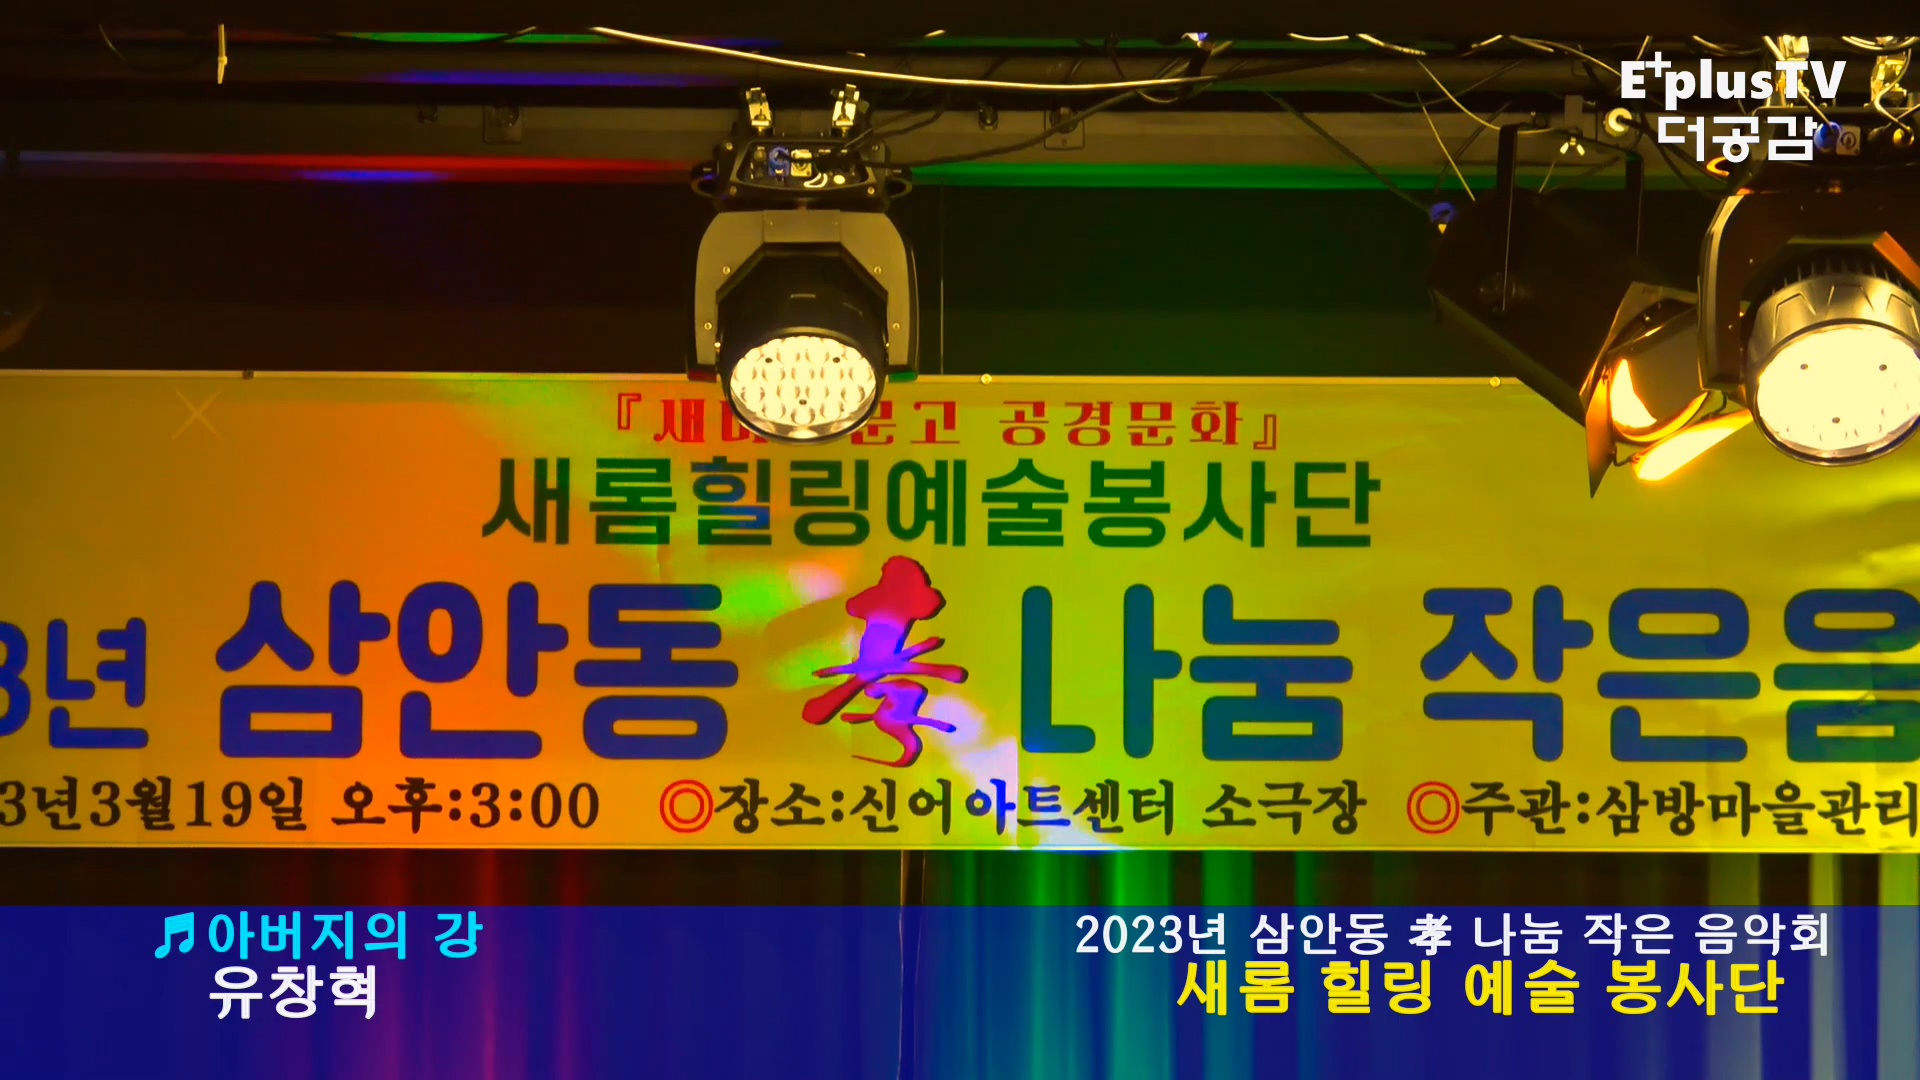 E+plusTV
더공감
문고 공경문화』
새롬힐링예술봉사단
3년 삼안동 孝 나눔 작은음
3년3월19일 오후:3:00 ◎장소:신어아트센터 소극장 ◎주관:삼방마을관리
♬아버지의 강
유창혁
2023년 삼안동 孝 나눔 작은 음악회
새롬 힐링 예술 봉사단